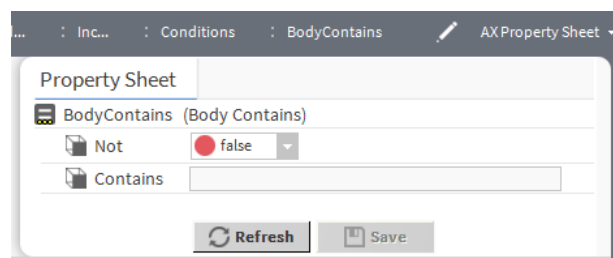 : Inc... : Conditions : BodyContains AX Property Sheet
Property Sheet
BodyContains (Body Contains)
Not false
Contains
Refresh Save